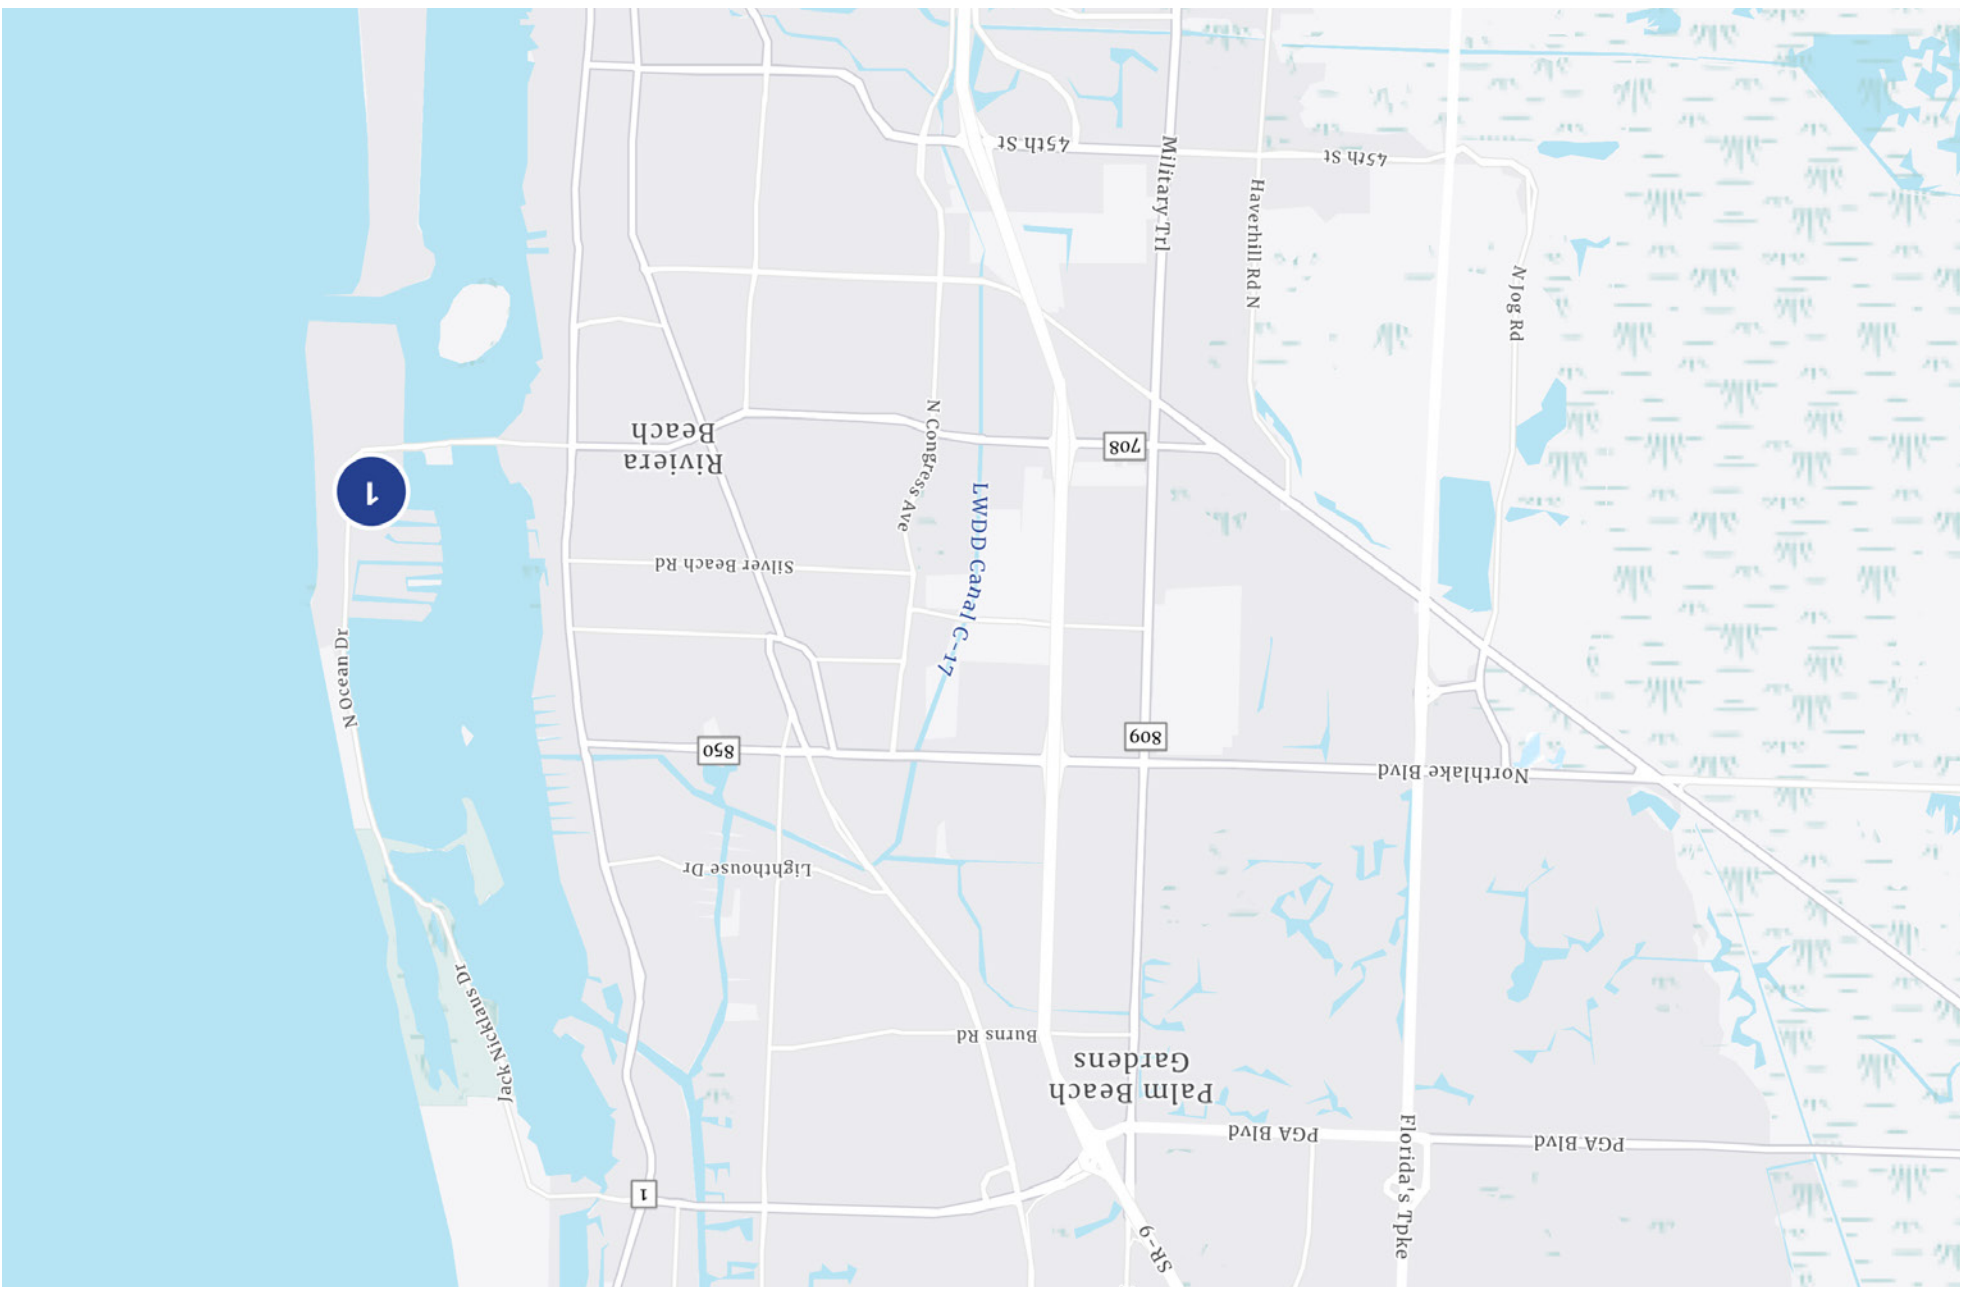 SR-9
Florida's Tpke
1
PGA Blvd
PGA Blvd
Palm Beach
Gardens
Jack Nicklaus Dr
Burns Rd
Lighthouse Dr
Northlake Blvd
850
809
N Ocean Dr
LWDD Canal C-17
Silver Beach Rd
1
N Congress Ave
Riviera
Beach
708
N Jog Rd
Haverhill Rd N
Military Trl
45th St
45th St